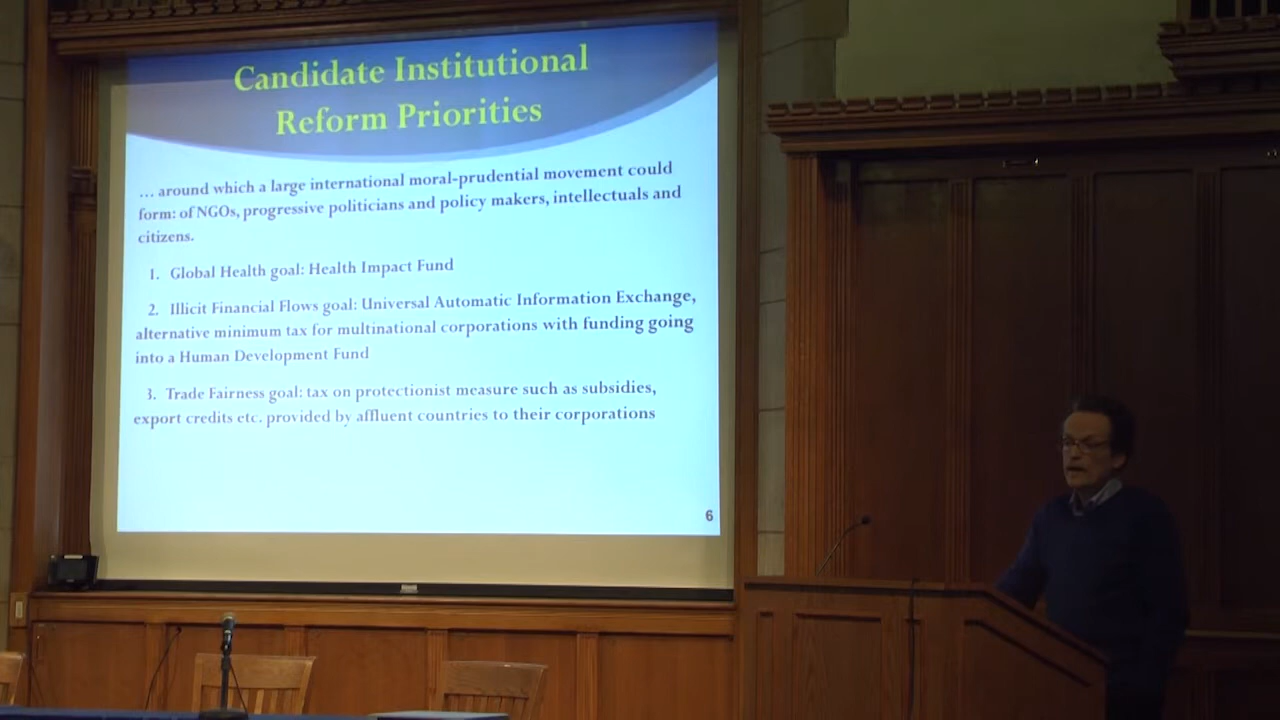 Candidate Institutional
Reform Priorities
... around which a large international moral-prudential movement could
form: of NGOs, progressive politicians and policy makers, intellectuals and
citizens.
1. Global Health goal: Health Impact Fund
2. Illicit Financial Flows goal: Universal Automatic Information Exchange,
alternative minimum tax for multinational corporations with funding going
into a Human Development Fund
3. Trade Fairness goal: tax on protectionist measure such as subsidies,
export credits etc. provided by affluent countries to their corporations
6